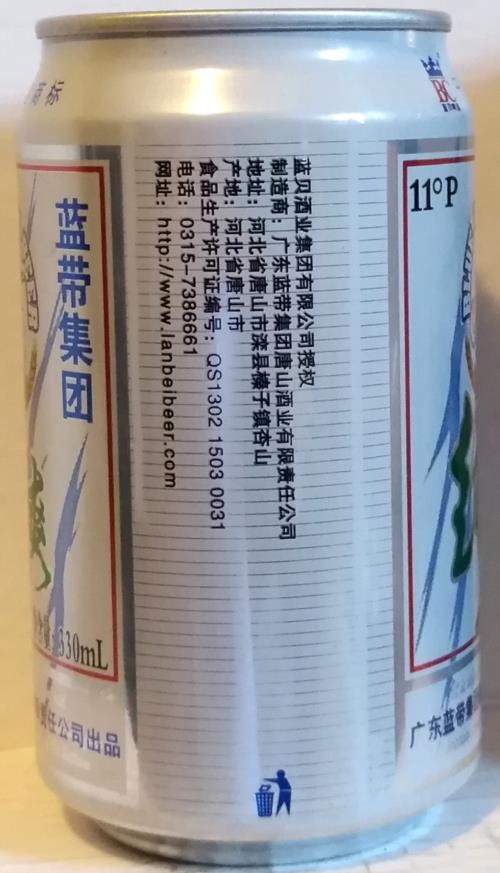 商标
BC
蓝带集团
330mL
责任公司出品
蓝贝酒业集团有限公司授权
制造商：广东蓝带集团唐山酒业有限责任公司
地址：河北省唐山市滦县榛子镇杏山
产地：河北省唐山市
食品生产许可证编号：QS1302 1503 0031
电话：0315-7386661
网址：http://www.lanbeibeer.com
11°P
广东蓝带集